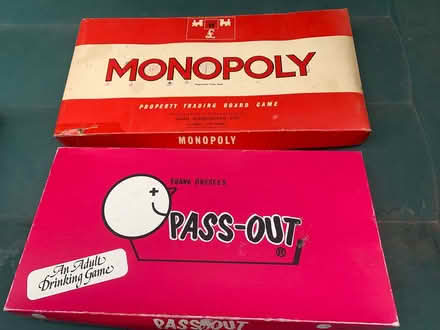 MONOPOLY
PROPERTY TRADING BOARD GAME
MONOPOLY
FRANK BRESEE'S
PASS-OUT
®
An Adult
Drinking Game
PASS-OUT